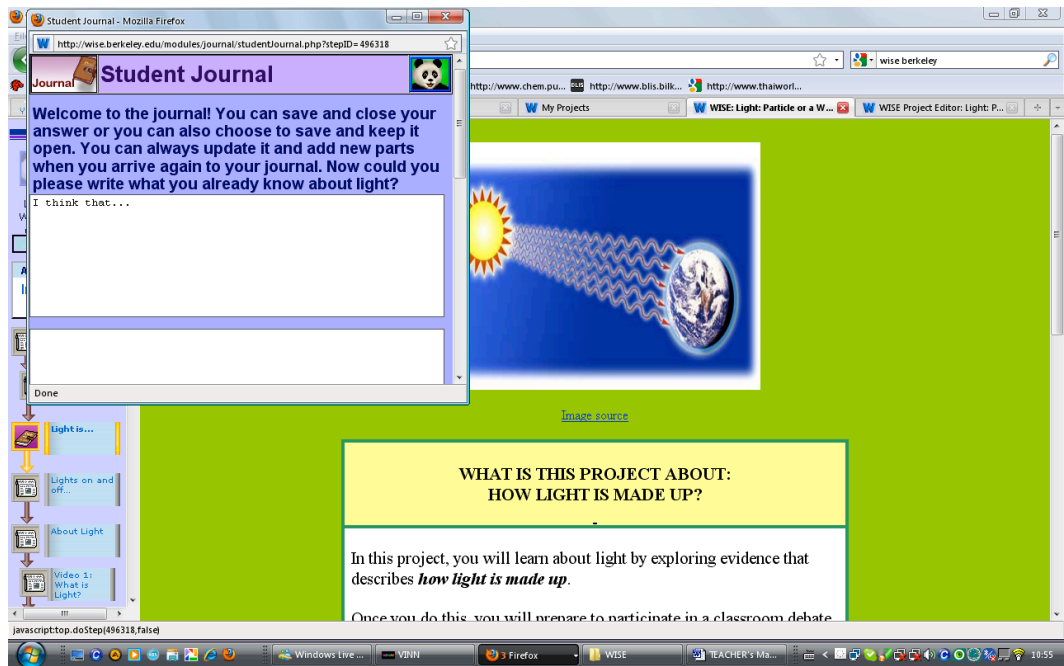 Student Journal - Mozilla Firefox
http://wise.berkeley.edu/modules/journal/studentJournal.php?stepID=496318
wise berkeley
Journal
Student Journal
http://www.chem.pu...
http://www.blis.bilk...
http://www.thaiworl...
My Projects
WISE: Light: Particle or a W...
WISE Project Editor: Light: P...
Welcome to the journal! You can save and close your
answer or you can also choose to save and keep it
open. You can always update it and add new parts
when you arrive again to your journal. Now could you
please write what you already know about light?
I think that...
Done
Image source
Light is...
Lights on and
off...
About Light
Video 1:
What is
Light?
WHAT IS THIS PROJECT ABOUT:
HOW LIGHT IS MADE UP?
-
In this project, you will learn about light by exploring evidence that
describes how light is made up.
Once you do this, you will prepare to participate in a classroom debate
javascript:top.doStep(496318,false)
Windows Live ...
VINN
3 Firefox
WISE
TEACHER's Ma...
10:55